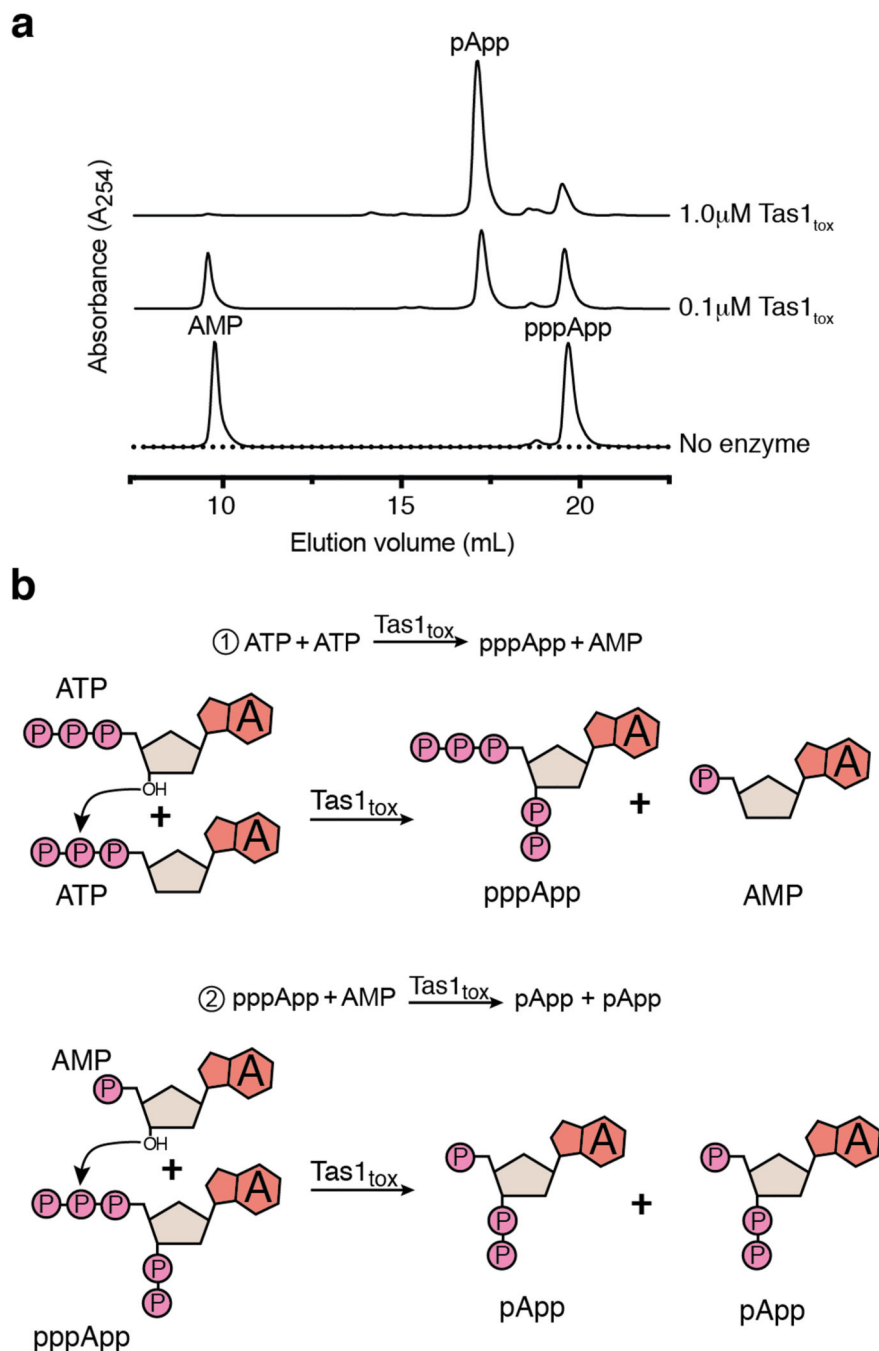 a
pApp
1.0μM Tas1tox
0.1μM Tas1tox
AMP
pppApp
No enzyme
Absorbance (A254)
10
15
20
Elution volume (mL)
b
① ATP + ATP Tas1tox pppApp + AMP
ATP
P P P A
OH
+
P P P A
ATP
Tas1tox
P P P A
P
P
pppApp
+
P A
AMP
② pppApp + AMP Tas1tox pApp + pApp
AMP
P A
OH
+
P P P A
P
P
pppApp
Tas1tox
P A
P
P
pApp
+
P A
P
P
pApp